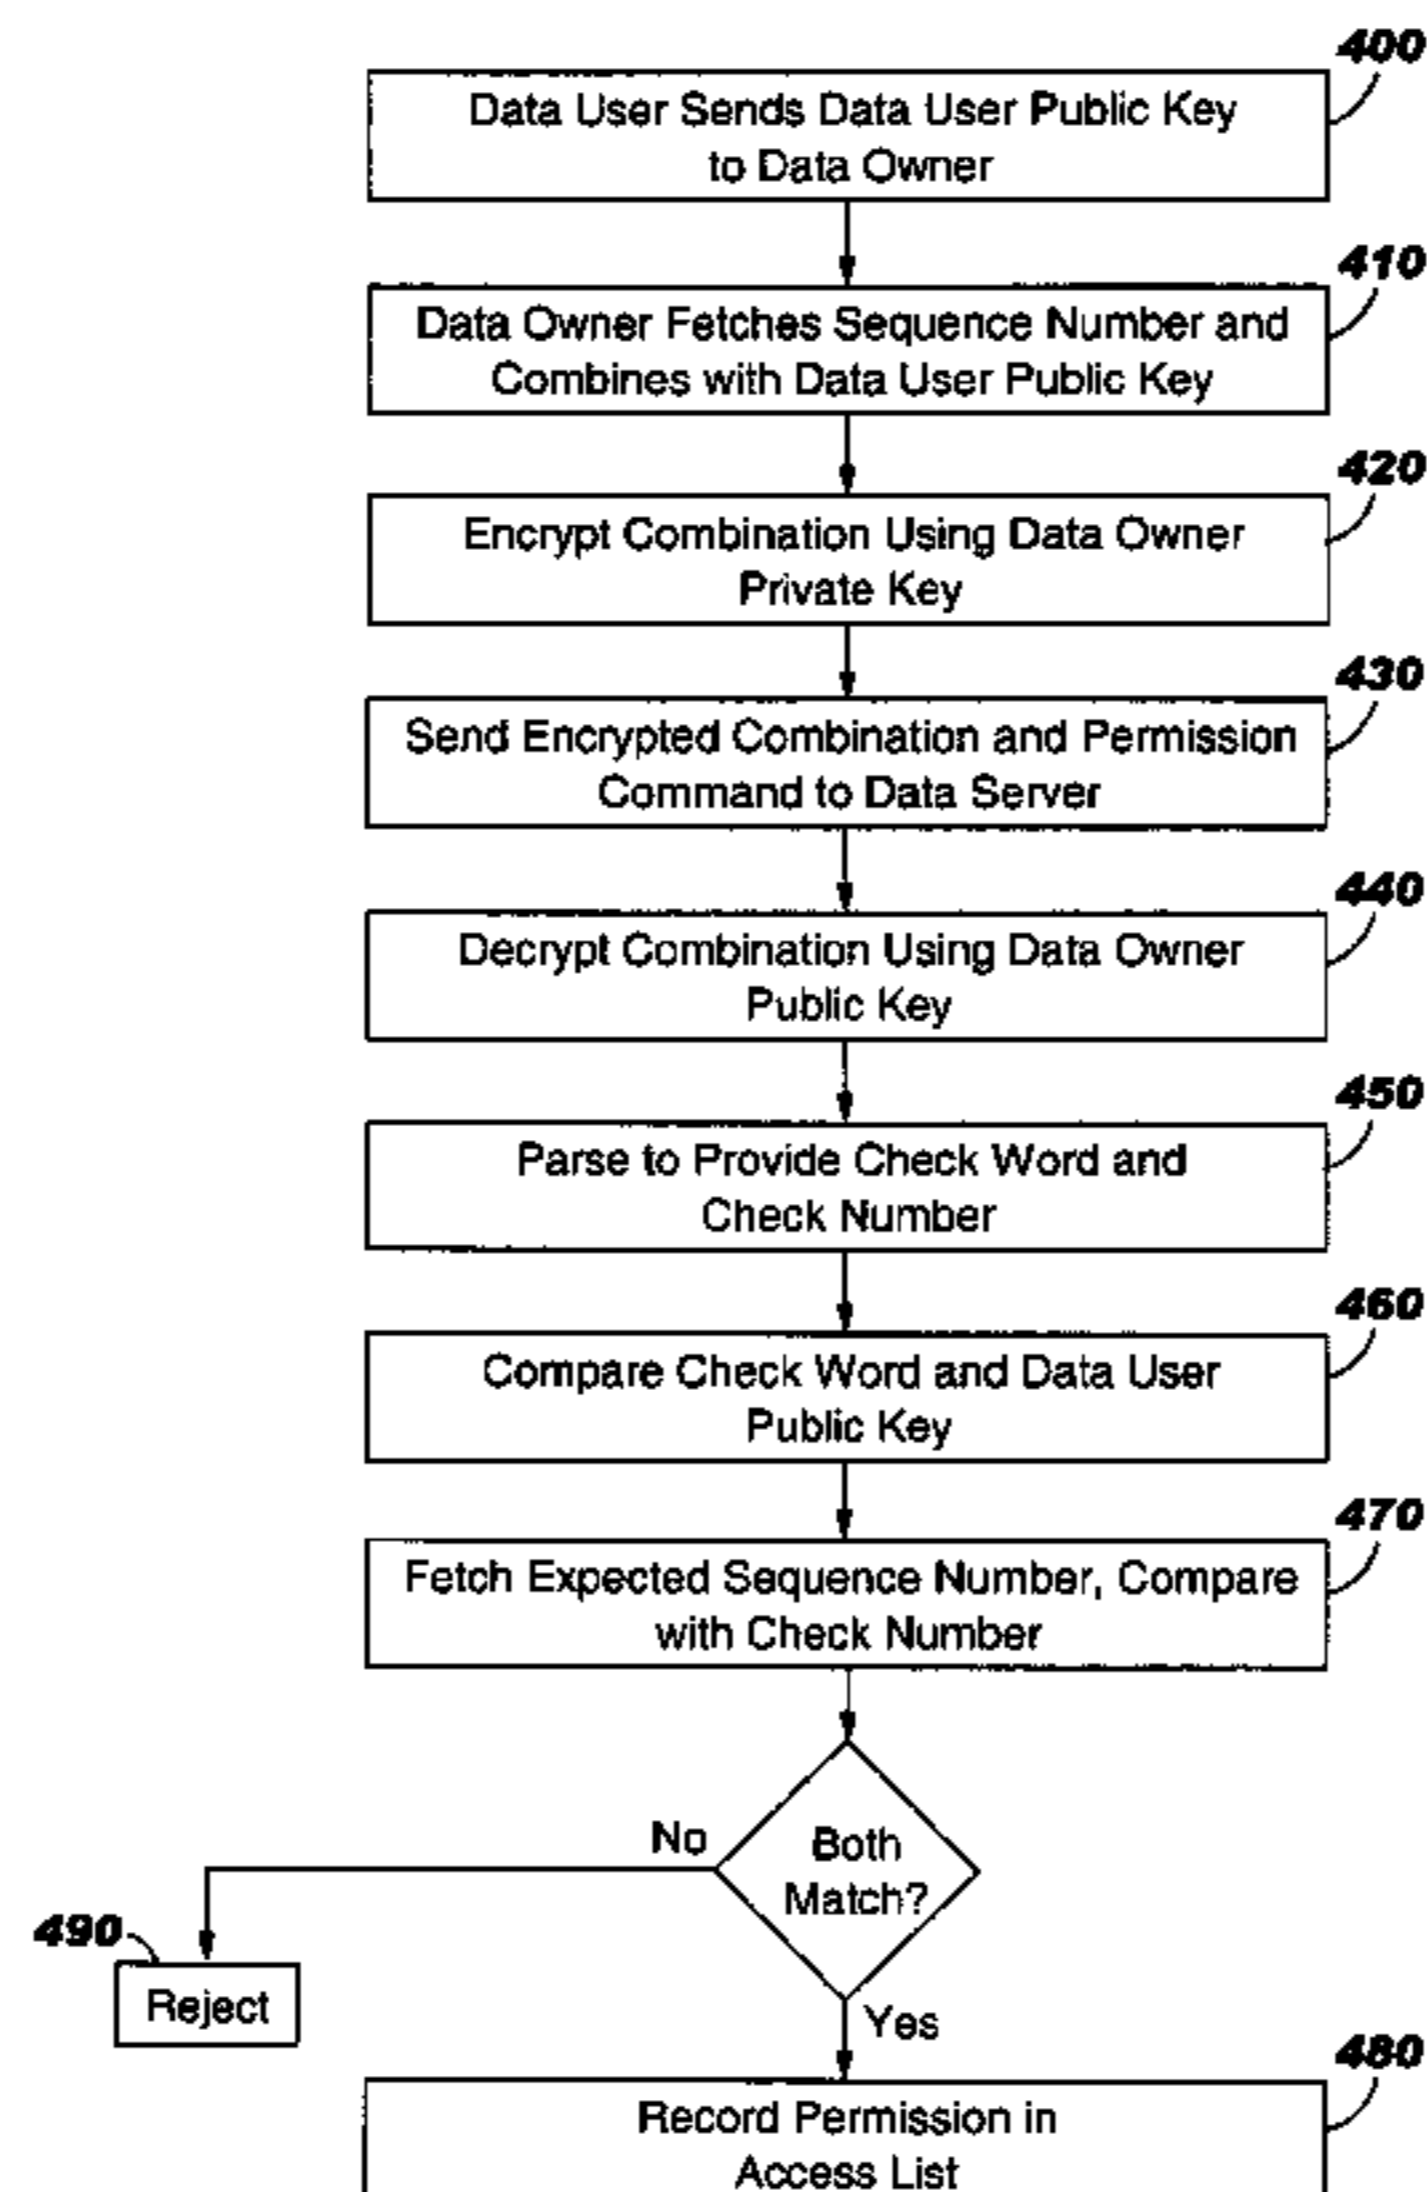 400
Data User Sends Data User Public Key
to Data Owner
410
Data Owner Fetches Sequence Number and
Combines with Data User Public Key
420
Encrypt Combination Using Data Owner
Private Key
430
Send Encrypted Combination and Permission
Command to Data Server
440
Decrypt Combination Using Data Owner
Public Key
450
Parse to Provide Check Word and
Check Number
460
Compare Check Word and Data User
Public Key
470
Fetch Expected Sequence Number, Compare
with Check Number
No
Both
Match?
490
Reject
Yes
480
Record Permission in
Access List